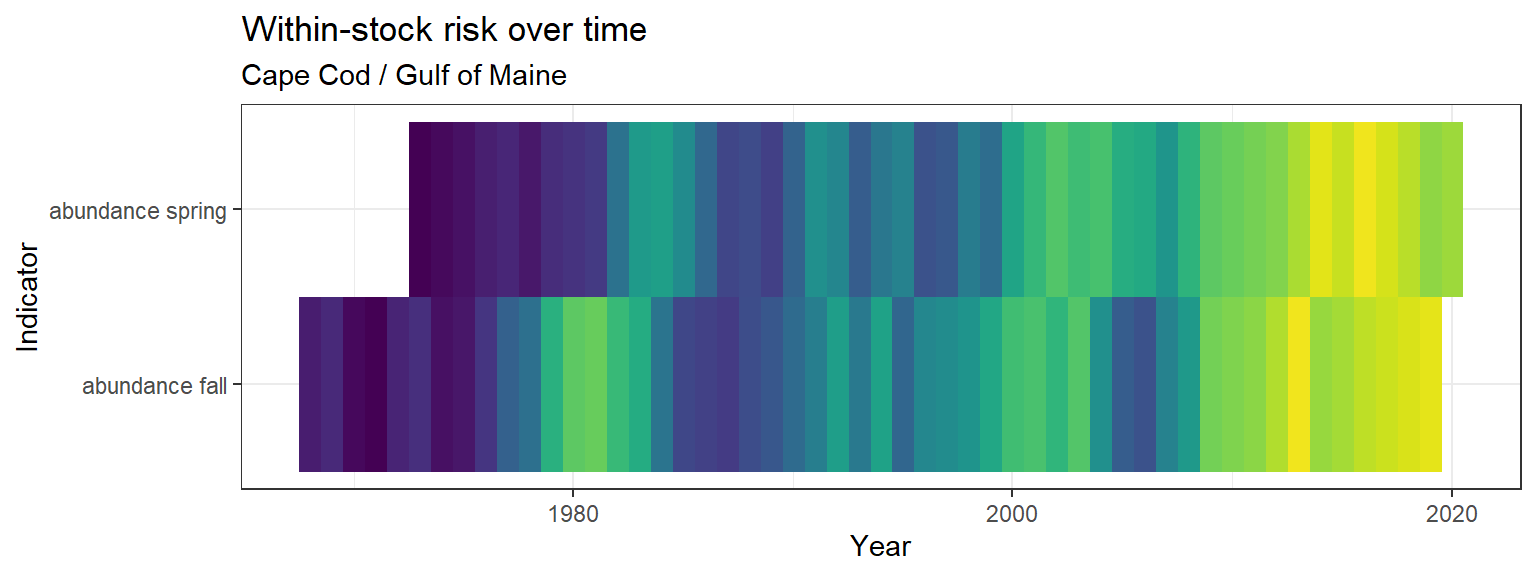 Within-stock risk over time
Cape Cod / Gulf of Maine
Indicator
abundance spring
abundance fall
1980
2000
2020
Year